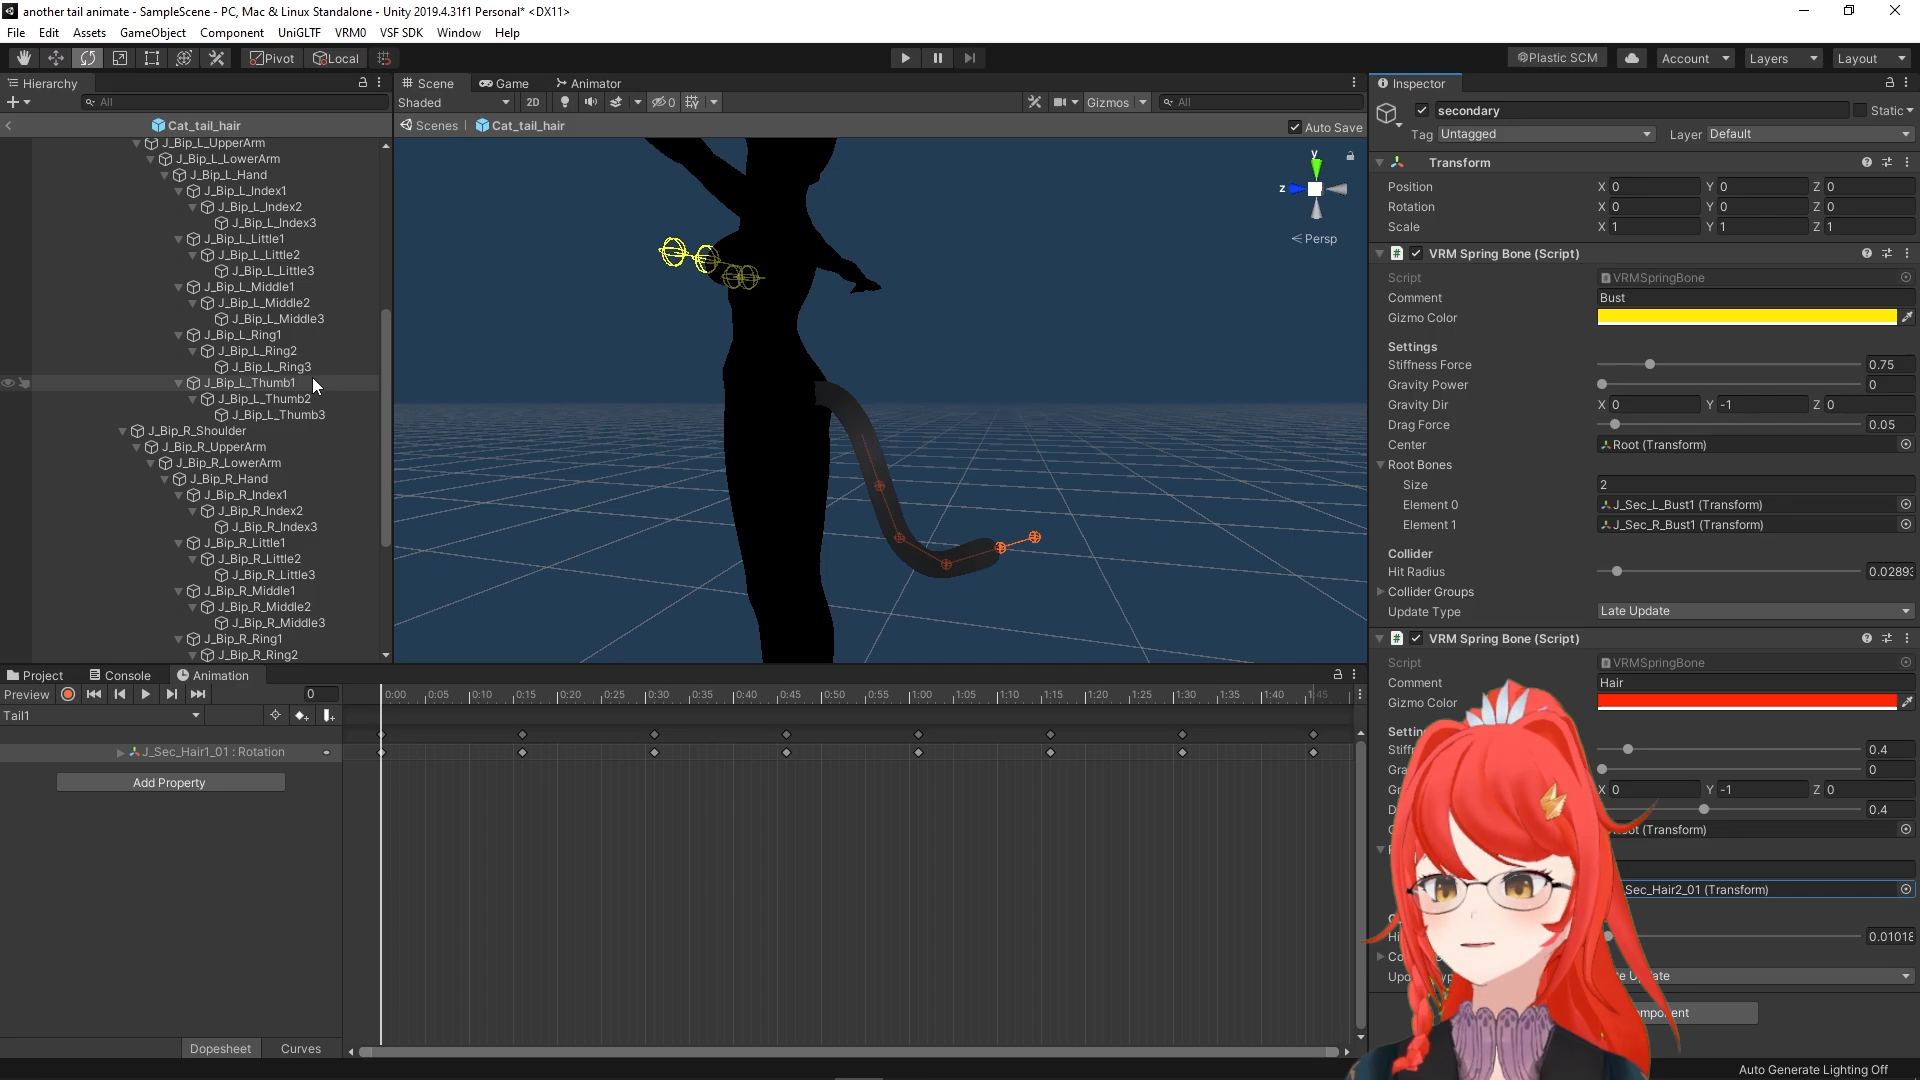 another tail animate - SampleScene - PC, Mac & Linux Standalone - Unity 2019.4.31f1 Personal* <DX11>
File Edit Assets GameObject Component UniGLTF VRM0 VSF SDK Window Help
Pivot Local Plastic SCM Account Layers Layout
Hierarchy
All
Cat_tail_hair
J_Bip_L_UpperArm
J_Bip_L_LowerArm
J_Bip_L_Hand
J_Bip_L_Index1
J_Bip_L_Index2
J_Bip_L_Index3
J_Bip_L_Little1
J_Bip_L_Little2
J_Bip_L_Little3
J_Bip_L_Middle1
J_Bip_L_Middle2
J_Bip_L_Middle3
J_Bip_L_Ring1
J_Bip_L_Ring2
J_Bip_L_Ring3
J_Bip_L_Thumb1
J_Bip_L_Thumb2
J_Bip_L_Thumb3
J_Bip_R_Shoulder
J_Bip_R_UpperArm
J_Bip_R_LowerArm
J_Bip_R_Hand
J_Bip_R_Index1
J_Bip_R_Index2
J_Bip_R_Index3
J_Bip_R_Little1
J_Bip_R_Little2
J_Bip_R_Little3
J_Bip_R_Middle1
J_Bip_R_Middle2
J_Bip_R_Middle3
J_Bip_R_Ring1
J_Bip_R_Ring2
Scene Game Animator
Shaded 2D 0 Gizmos All
Scenes Cat_tail_hair Auto Save
y
z
Persp
Project Console Animation
Preview 0
0:00 0:05 0:10 0:15 0:20 0:25 0:30 0:35 0:40 0:45 0:50 0:55 1:00 1:05 1:10 1:15 1:20 1:25 1:30 1:35 1:40 1:45
Tail1
J_Sec_Hair1_01 : Rotation
Add Property
Dopesheet Curves
Inspector
secondary Static
Tag Untagged Layer Default
Transform
Position X 0 Y 0 Z 0
Rotation X 0 Y 0 Z 0
Scale X 1 Y 1 Z 1
VRM Spring Bone (Script)
Script VRMSpringBone
Comment Bust
Gizmo Color
Settings
Stiffness Force 0.75
Gravity Power 0
Gravity Dir X 0 Y -1 Z 0
Drag Force 0.05
Center Root (Transform)
Root Bones
Size 2
Element 0 J_Sec_L_Bust1 (Transform)
Element 1 J_Sec_R_Bust1 (Transform)
Collider
Hit Radius 0.0289
Collider Groups
Update Type Late Update
VRM Spring Bone (Script)
Script VRMSpringBone
Comment Hair
Gizmo Color
0.4
0
X 0 Y -1 Z 0
0.4
(Transform)
Sec_Hair2_01 (Transform)
0.01018
Auto Generate Lighting Off